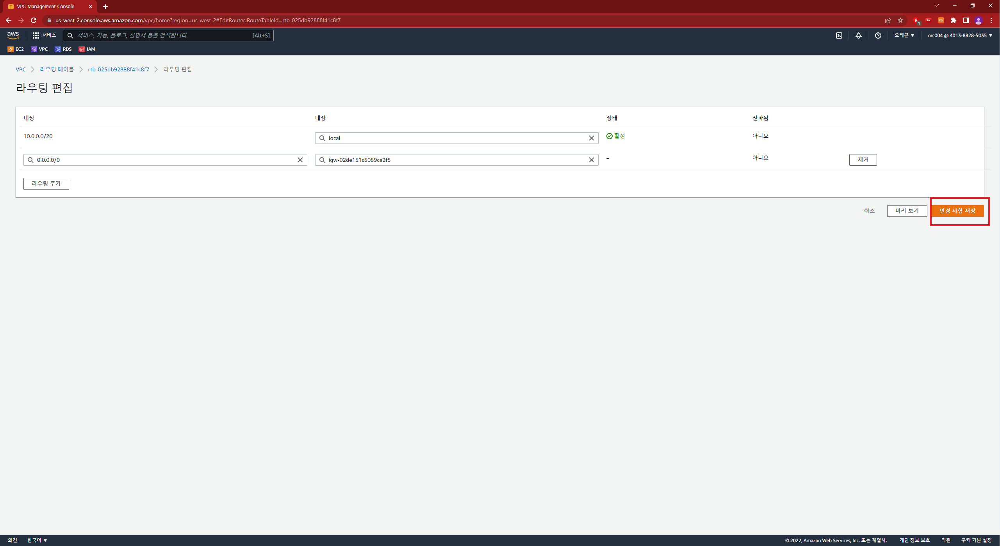 VPC Management Console
us-west-2.console.aws.amazon.com/vpc/home?region=us-west-2#EditRoutes:RouteTableId=rtb-025db92888f41c8f7
1
EX
aws 서비스 서비스, 기능, 블로그, 설명서 등을 검색합니다. [Alt+S] 오레곤 mc004 @ 4013-8828-5035
EC2 VPC RDS IAM
VPC 라우팅 테이블 rtb-025db92888f41c8f7 라우팅 편집
라우팅 편집
대상 대상 상태 전파됨
10.0.0.0/20 local 활성 아니요
0.0.0.0/0 igw-02de151c5089ce2f5 – 아니요 제거
라우팅 추가
취소 미리 보기 변경 사항 저장
의견 한국어 © 2022, Amazon Web Services, Inc. 또는 계열사. 개인 정보 보호 약관 쿠키 기본 설정